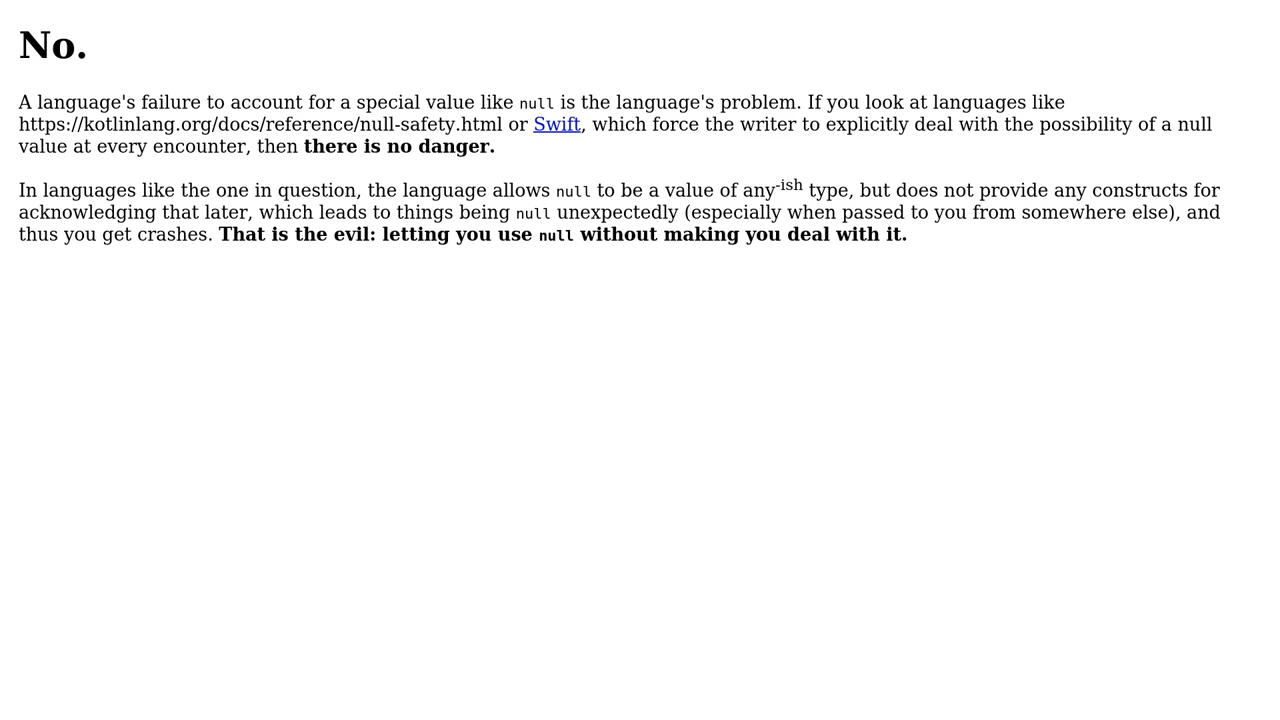 No.
A language's failure to account for a special value like null is the language's problem. If you look at languages like
https://kotlinlang.org/docs/reference/null-safety.html or Swift, which force the writer to explicitly deal with the possibility of a null
value at every encounter, then there is no danger.
In languages like the one in question, the language allows null to be a value of any-ish type, but does not provide any constructs for
acknowledging that later, which leads to things being null unexpectedly (especially when passed to you from somewhere else), and
thus you get crashes. That is the evil: letting you use null without making you deal with it.